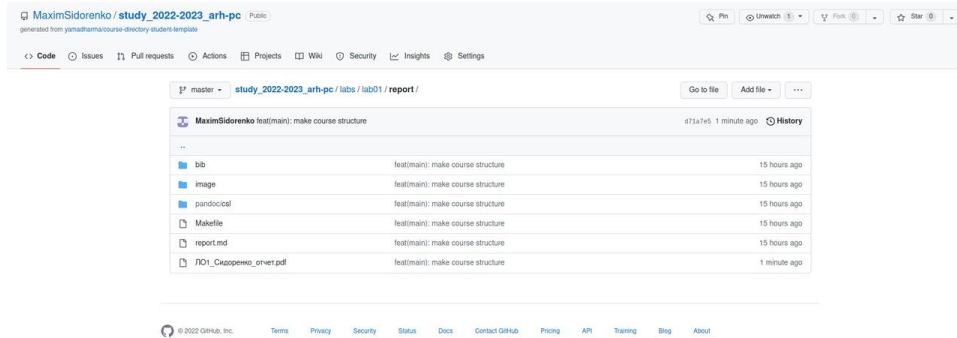 MaximSidorenko / study_2022-2023_arh-pc Public Pin Unwatch 1 Fork 0 Star 0
generated from yamadharma/course-directory-student-template
Code Issues Pull requests Actions Projects Wiki Security Insights Settings
master study_2022-2023_arh-pc / labs / lab01 / report / Go to file Add file ...
MaximSidorenko feat(main): make course structure d71a7e5 1 minute ago History
..
bib feat(main): make course structure 15 hours ago
image feat(main): make course structure 15 hours ago
pandoc/csl feat(main): make course structure 15 hours ago
Makefile feat(main): make course structure 15 hours ago
report.md feat(main): make course structure 15 hours ago
ЛО1_Сидоренко_отчет.pdf feat(main): make course structure 1 minute ago
© 2022 GitHub, Inc. Terms Privacy Security Status Docs Contact GitHub Pricing API Training Blog About